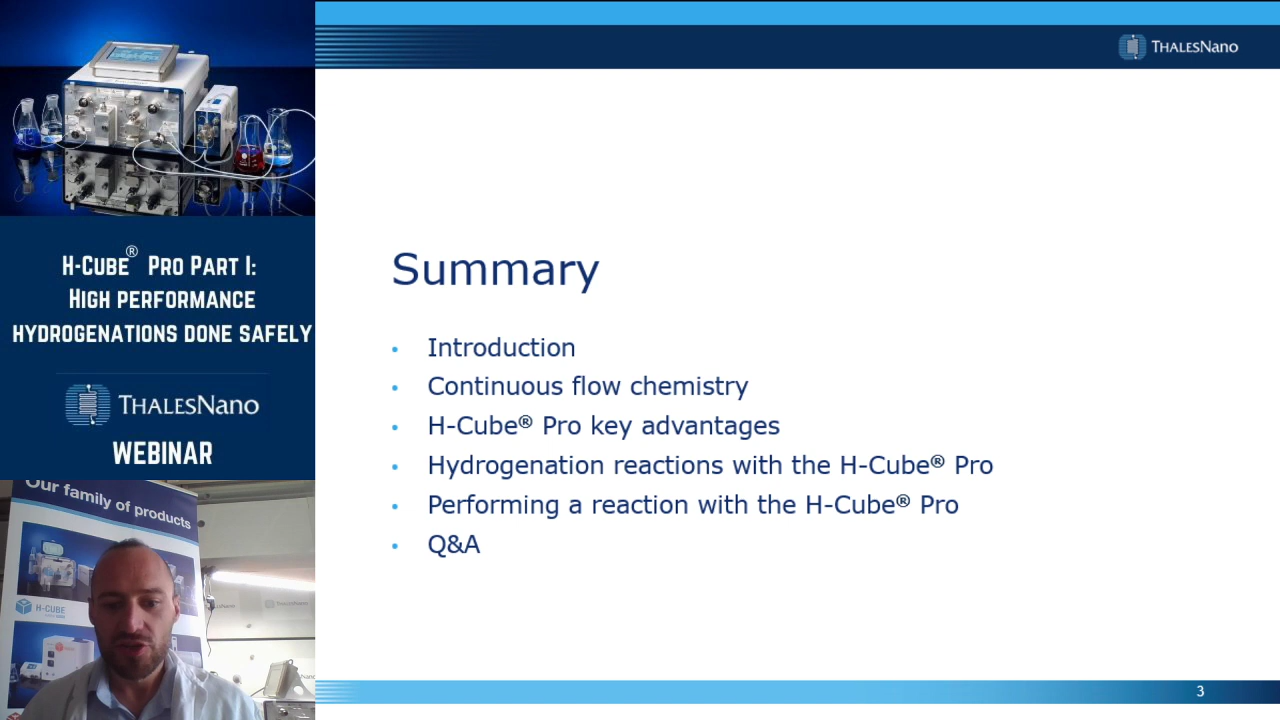 H-CUBE® PRO PART I:
HIGH PERFORMANCE
HYDROGENATIONS DONE SAFELY
THALESNANO
WEBINAR
Our family of products
H-CUBE®
THALESNANO
Summary
• Introduction
• Continuous flow chemistry
• H-Cube® Pro key advantages
• Hydrogenation reactions with the H-Cube® Pro
• Performing a reaction with the H-Cube® Pro
• Q&A
3